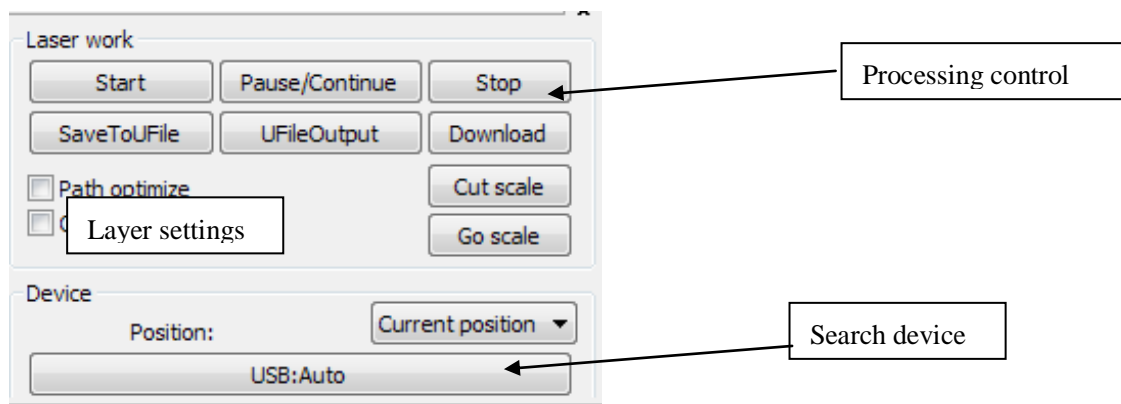 Laser work
Start Pause/Continue Stop
Processing control
SaveToUFile UFileOutput Download
Path optimize Cut scale
Layer settings
Go scale
Device
Position: Current position
Search device
USB:Auto